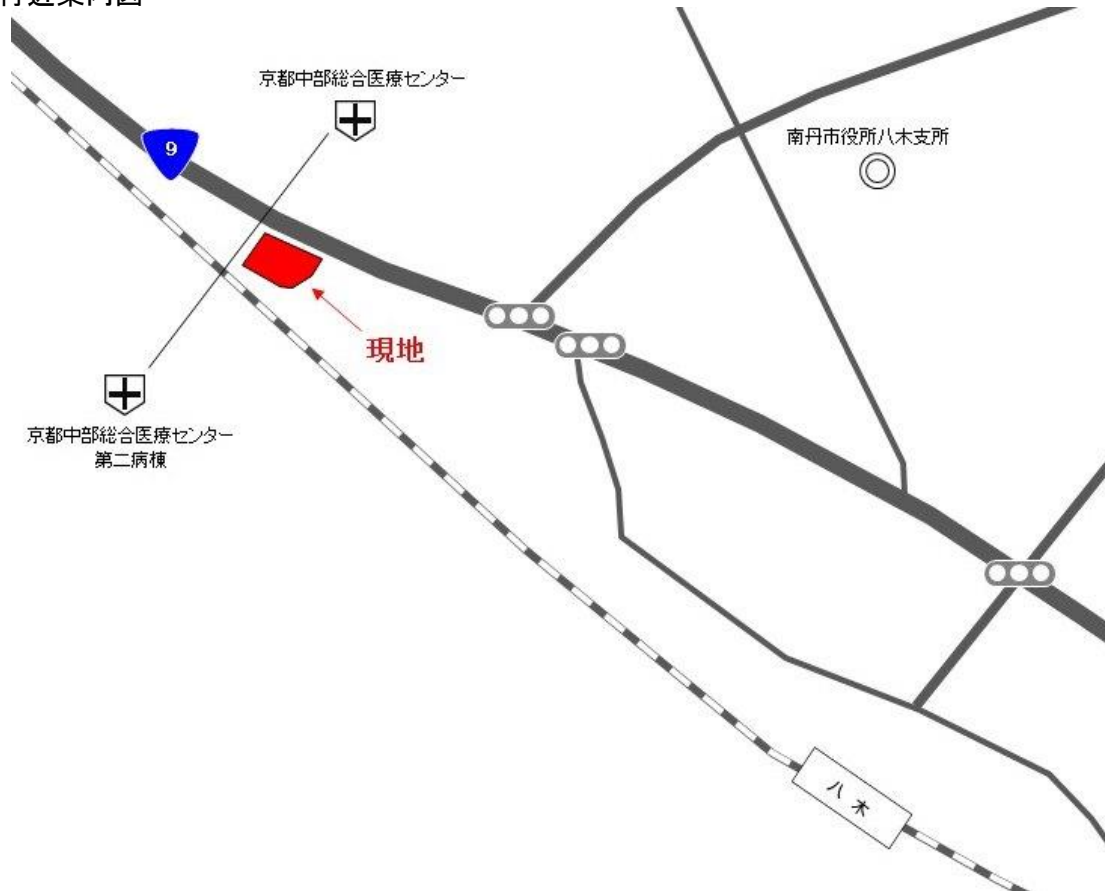 付近案内図
京都中部総合医療センター
9
南丹市役所八木支所
現地
京都中部総合医療センター
第二病棟
八木